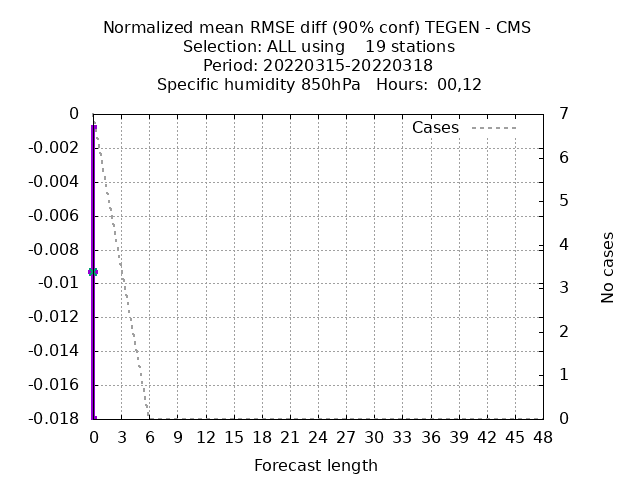 Normalized mean RMSE diff (90% conf) TEGEN - CMS
Selection: ALL using    19 stations
Period: 20220315-20220318
Specific humidity 850hPa   Hours:  00,12
0
-0.002
-0.004
-0.006
-0.008
-0.01
-0.012
-0.014
-0.016
-0.018
Cases
7
6
5
4
3
2
1
0
No cases
0 3 6 9 12 15 18 21 24 27 30 33 36 39 42 45 48
Forecast length